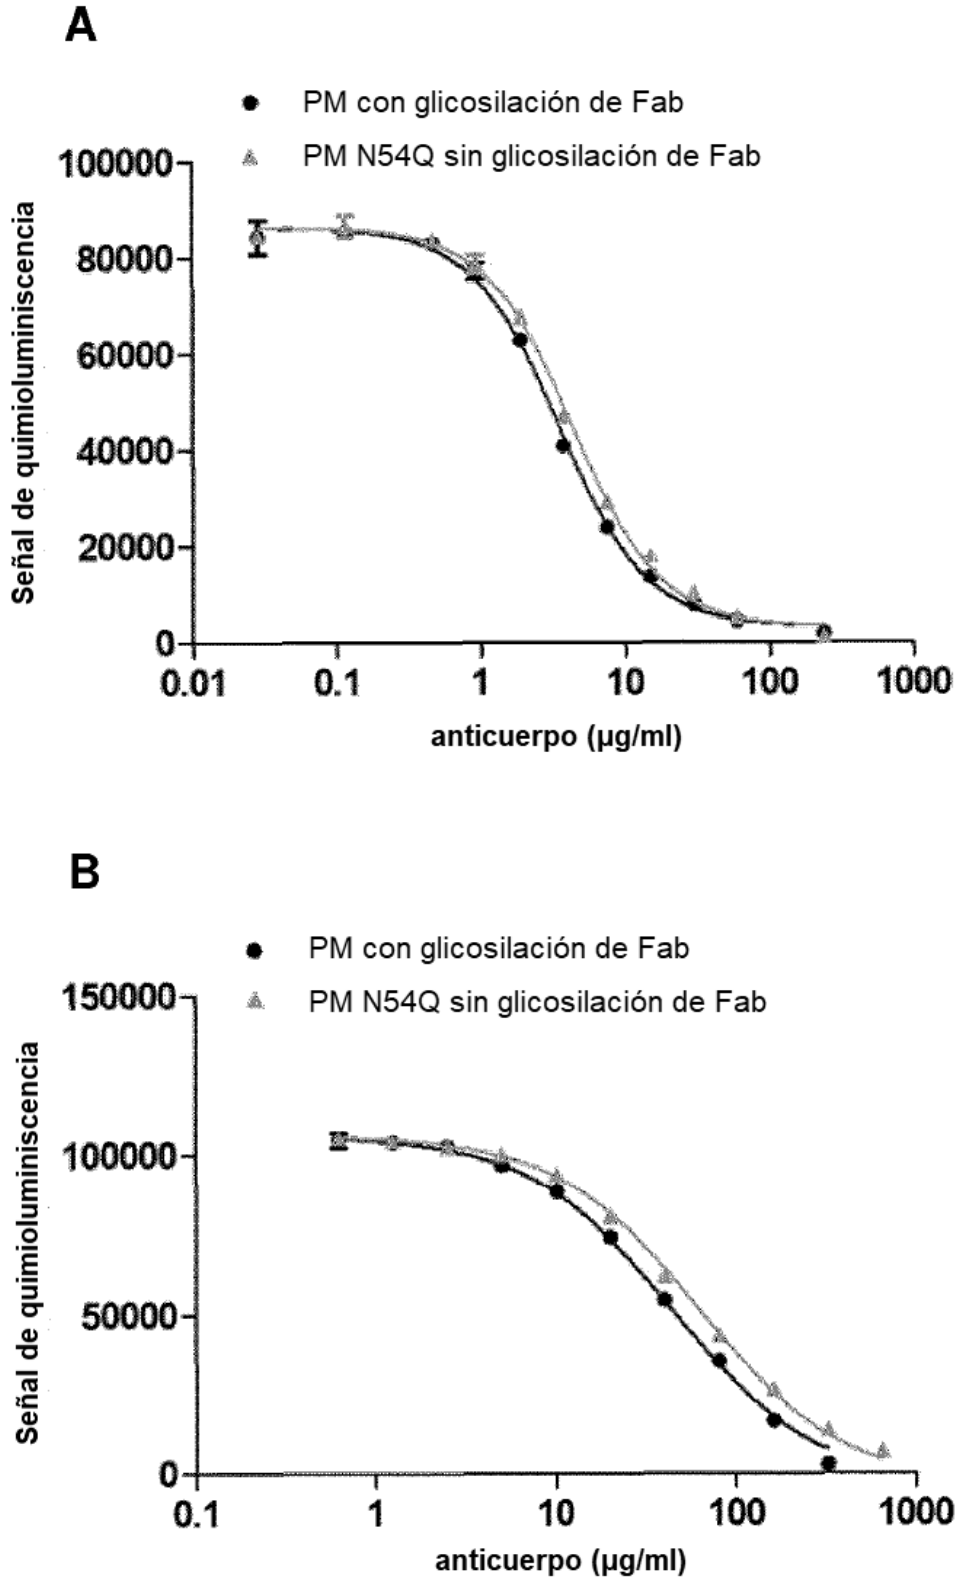 A
PM con glicosilación de Fab
PM N54Q sin glicosilación de Fab
100000
80000
60000
40000
20000
0
Señal de quimioluminiscencia
0.01 0.1 1 10 100 1000
anticuerpo (µg/ml)
B
PM con glicosilación de Fab
PM N54Q sin glicosilación de Fab
150000
100000
50000
0
Señal de quimioluminiscencia
0.1 1 10 100 1000
anticuerpo (µg/ml)